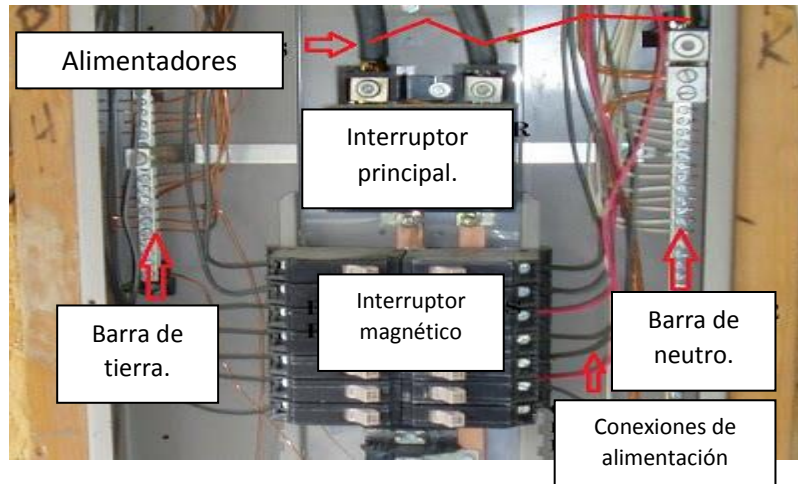 Alimentadores
Interruptor
principal.
R
Interruptor
magnético
S
Barra de
tierra.
Barra de
neutro.
Conexiones de
alimentación